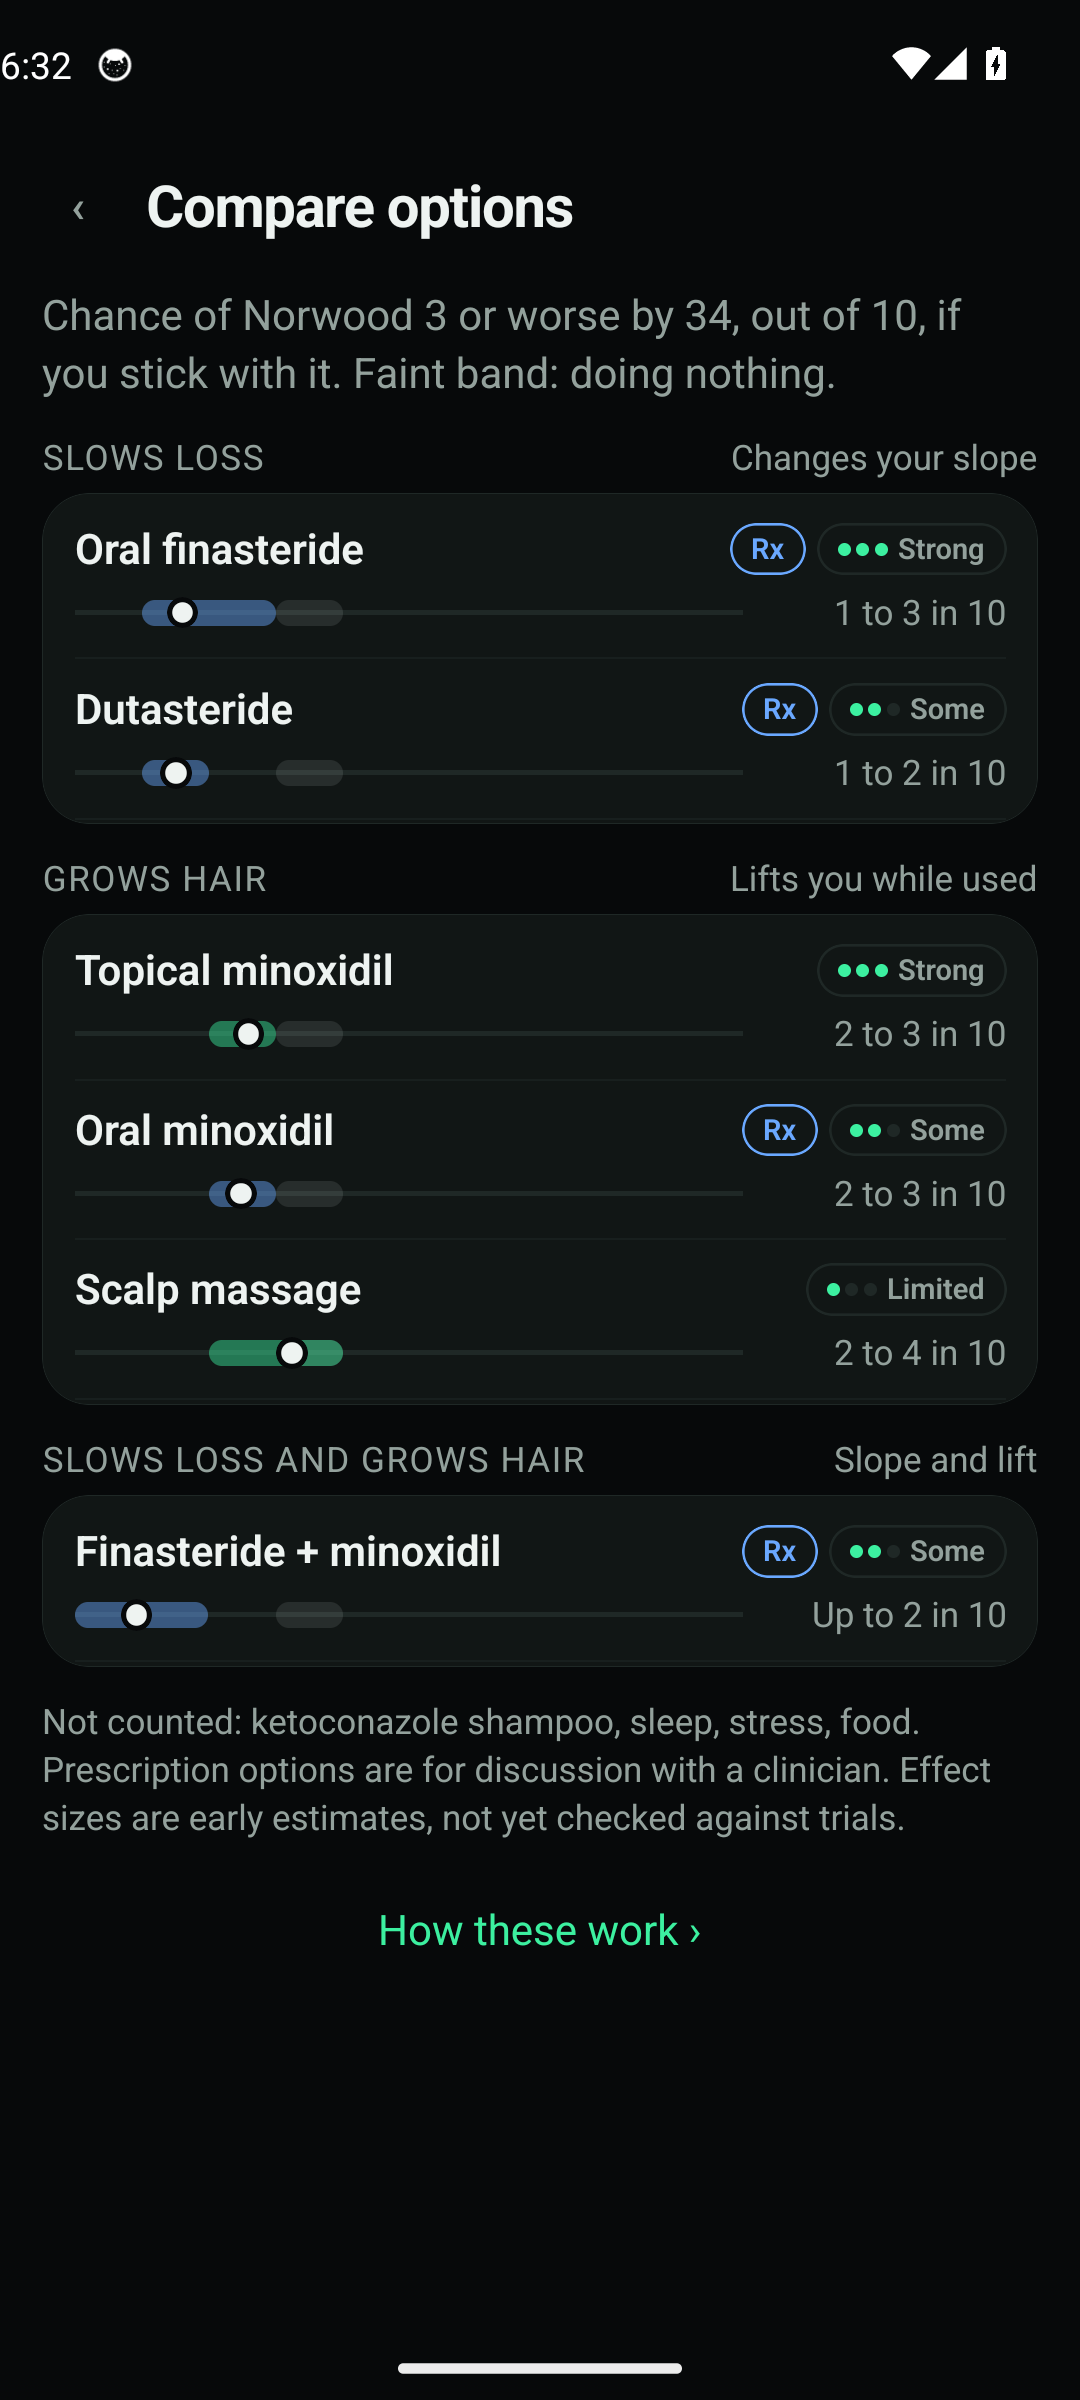 6:32
‹ Compare options
Chance of Norwood 3 or worse by 34, out of 10, if
you stick with it. Faint band: doing nothing.
SLOWS LOSS Changes your slope
Oral finasteride Rx Strong
1 to 3 in 10
Dutasteride Rx Some
1 to 2 in 10
GROWS HAIR Lifts you while used
Topical minoxidil Strong
2 to 3 in 10
Oral minoxidil Rx Some
2 to 3 in 10
Scalp massage Limited
2 to 4 in 10
SLOWS LOSS AND GROWS HAIR Slope and lift
Finasteride + minoxidil Rx Some
Up to 2 in 10
Not counted: ketoconazole shampoo, sleep, stress, food.
Prescription options are for discussion with a clinician. Effect
sizes are early estimates, not yet checked against trials.
How these work ›